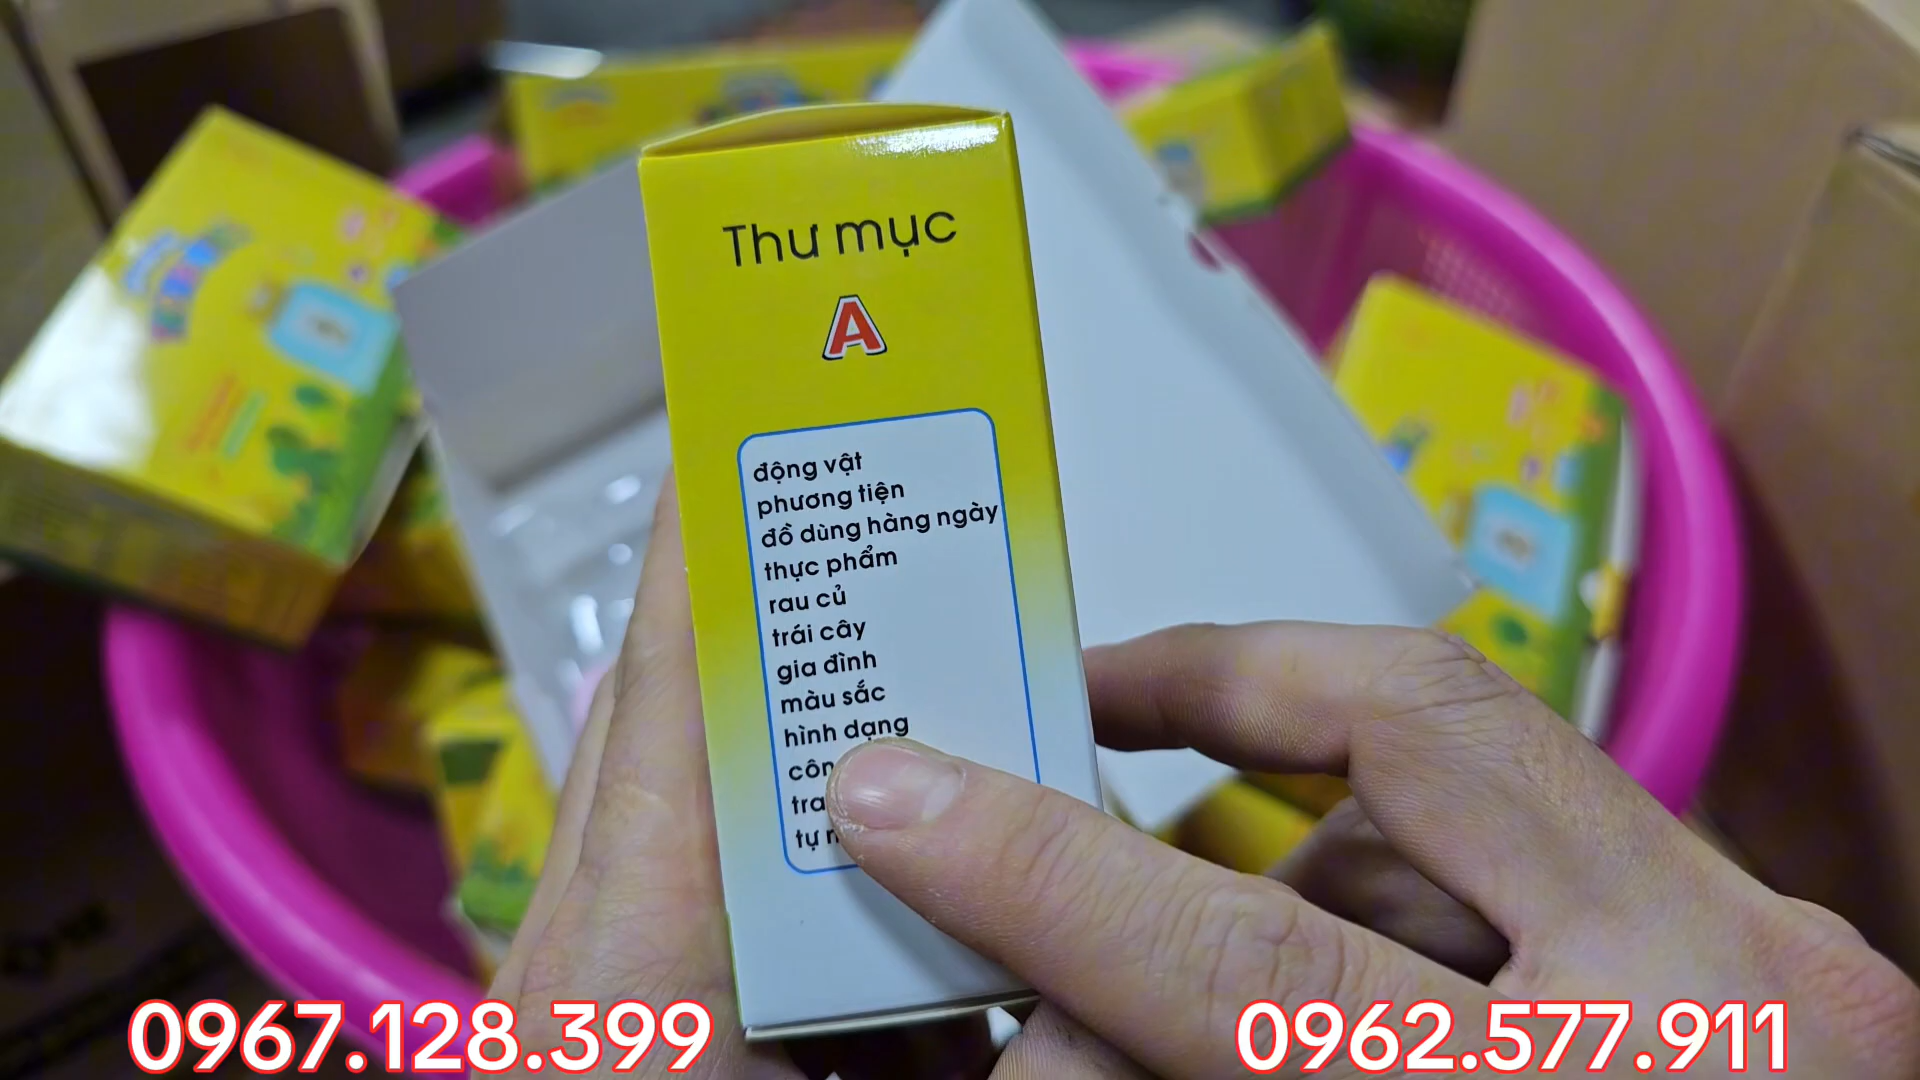 Thư mục
A
động vật
phương tiện
đồ dùng hàng ngày
thực phẩm
rau củ
trái cây
gia đình
màu sắc
hình dạng
tự
0967.128.399
0962.577.911